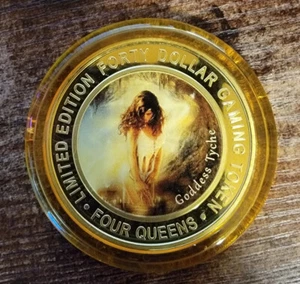 LIMITED EDITION FORTY DOLLAR GAMING TOKEN
• FOUR QUEENS •
Goddess Tyche